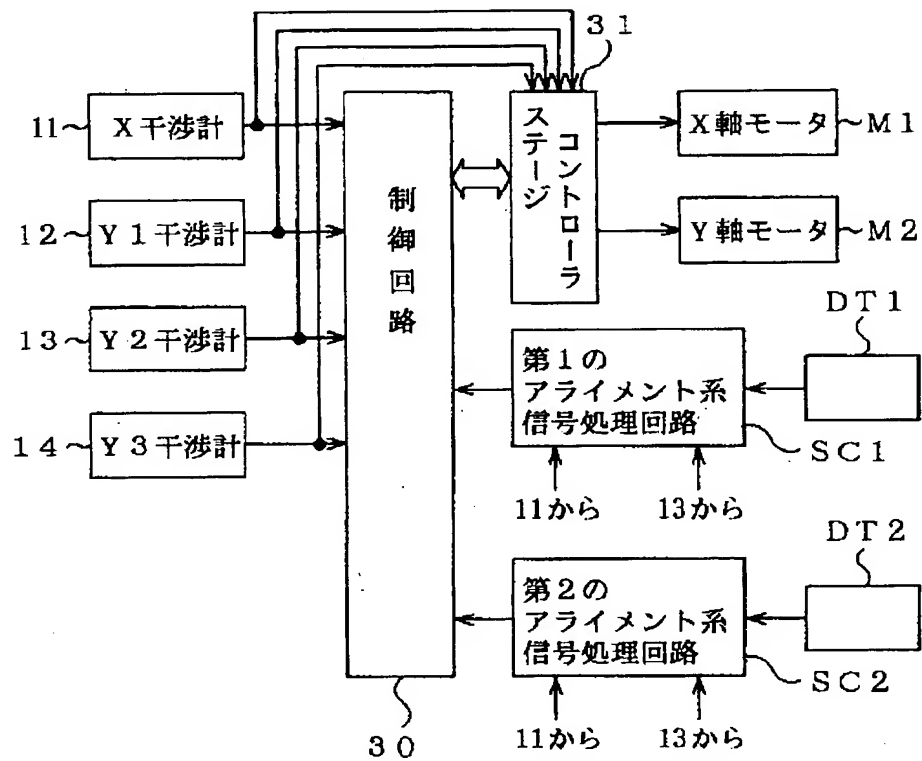 31
11
X干渉計
12
Y1干渉計
13
Y2干渉計
14
Y3干渉計
制御回路
30
ステージ
コントローラ
X軸モータ
M1
Y軸モータ
M2
DT1
第1の
アライメント系
信号処理回路
SC1
11から
13から
DT2
第2の
アライメント系
信号処理回路
SC2
11から
13から